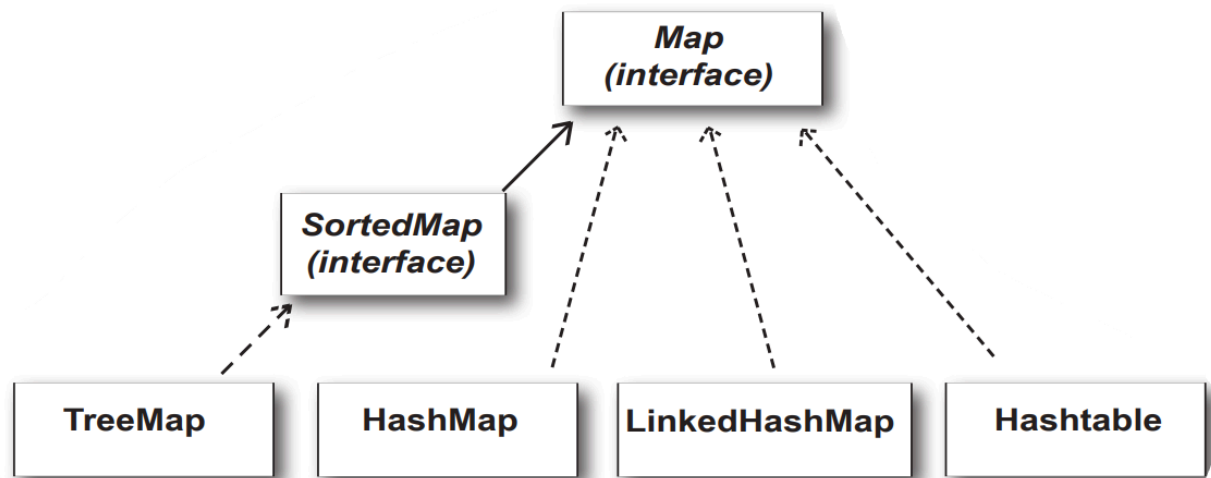 Map
(interface)
SortedMap
(interface)
TreeMap
HashMap
LinkedHashMap
Hashtable